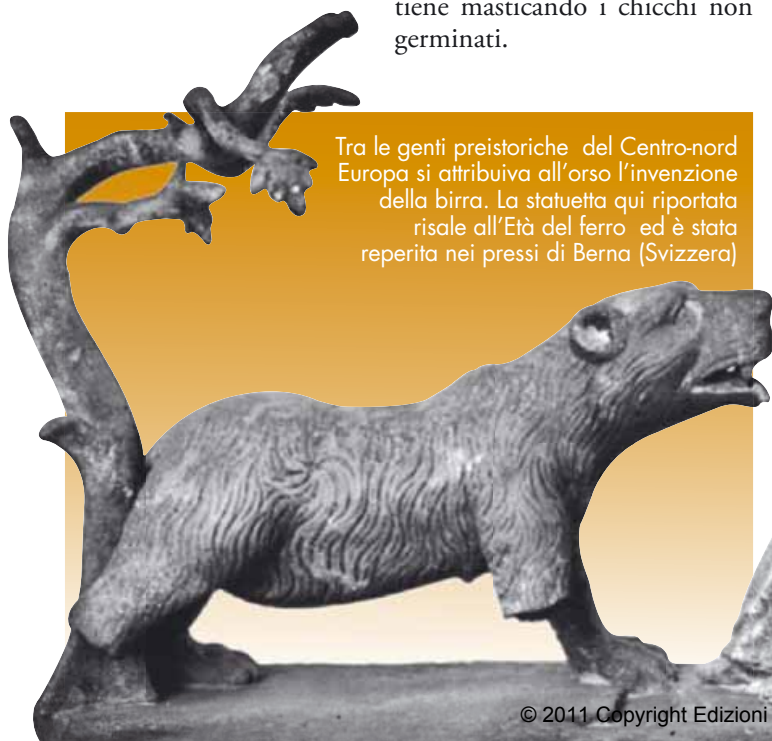 tiene masticando i chicchi non
germinati.
Tra le genti preistoriche del Centro-nord
Europa si attribuiva all'orso l'invenzione
della birra. La statuetta qui riportata
risale all'Età del ferro ed è stata
reperita nei pressi di Berna (Svizzera)
© 2011 Copyright Edizioni